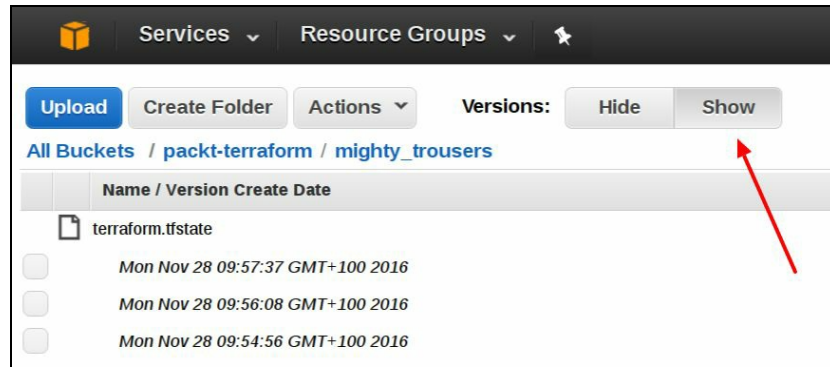 Services Resource Groups
Upload Create Folder Actions Versions: Hide Show
All Buckets / packt-terraform / mighty_trousers
Name / Version Create Date
terraform.tfstate
Mon Nov 28 09:57:37 GMT+100 2016
Mon Nov 28 09:56:08 GMT+100 2016
Mon Nov 28 09:54:56 GMT+100 2016